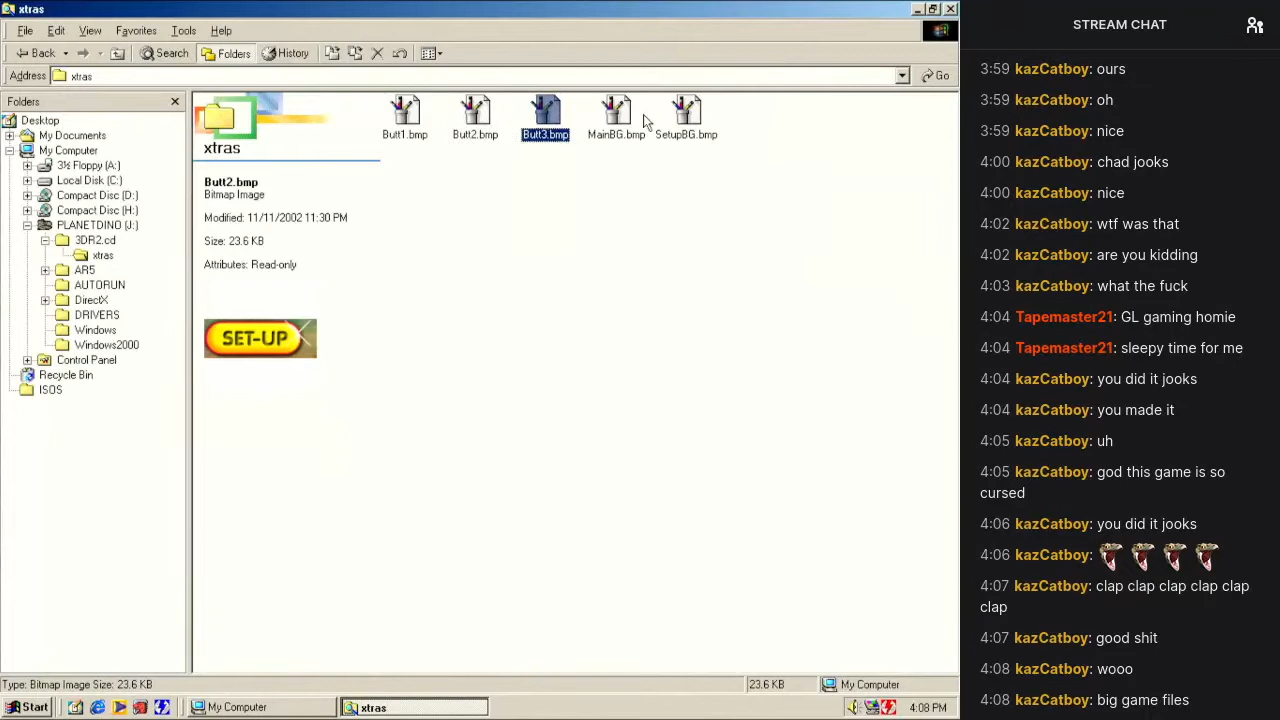 xtras
File Edit View Favorites Tools Help
Back Search Folders History
Address xtras Go
Folders
Desktop
My Documents
My Computer
3½ Floppy (A:)
Local Disk (C:)
Compact Disc (D:)
Compact Disc (H:)
PLANETDINO (J:)
3DR2.cd
xtras
AR5
AUTORUN
DirectX
DRIVERS
Windows
Windows2000
Control Panel
Recycle Bin
ISOS
xtras
Butt2.bmp
Bitmap Image
Modified: 11/11/2002 11:30 PM
Size: 23.6 KB
Attributes: Read-only
SET-UP
Butt1.bmp Butt2.bmp Butt3.bmp MainBG.bmp SetupBG.bmp
Type: Bitmap Image Size: 23.6 KB 23.6 KB My Computer
Start My Computer xtras 4:08 PM
STREAM CHAT
3:59 kazCatboy: ours
3:59 kazCatboy: oh
3:59 kazCatboy: nice
4:00 kazCatboy: chad jooks
4:00 kazCatboy: nice
4:02 kazCatboy: wtf was that
4:02 kazCatboy: are you kidding
4:03 kazCatboy: what the fuck
4:04 Tapemaster21: GL gaming homie
4:04 Tapemaster21: sleepy time for me
4:04 kazCatboy: you did it jooks
4:04 kazCatboy: you made it
4:05 kazCatboy: uh
4:05 kazCatboy: god this game is so
cursed
4:06 kazCatboy: you did it jooks
4:06 kazCatboy:
4:07 kazCatboy: clap clap clap clap clap
clap
4:07 kazCatboy: good shit
4:08 kazCatboy: wooo
4:08 kazCatboy: big game files